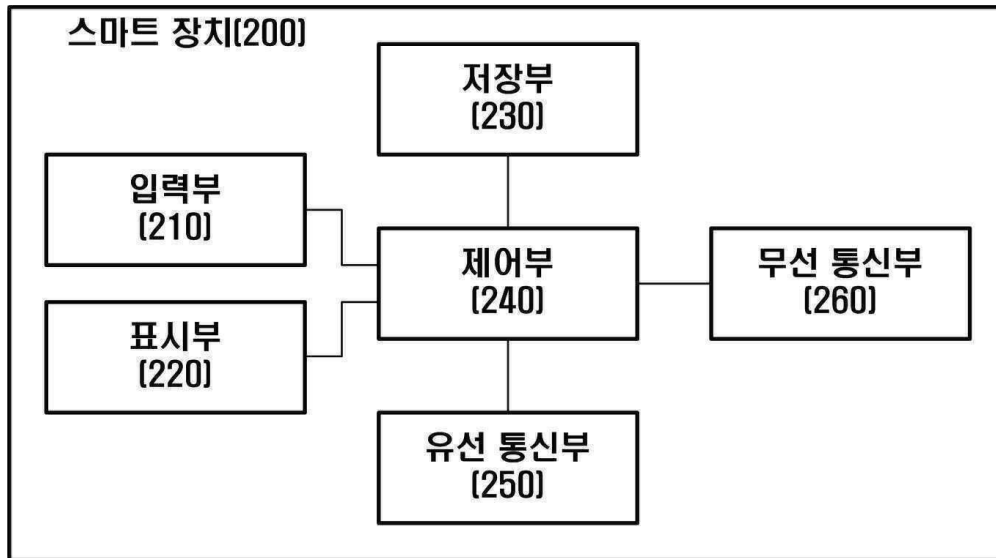 스마트 장치(200)
저장부
(230)
입력부
(210)
제어부
(240)
무선 통신부
(260)
표시부
(220)
유선 통신부
(250)